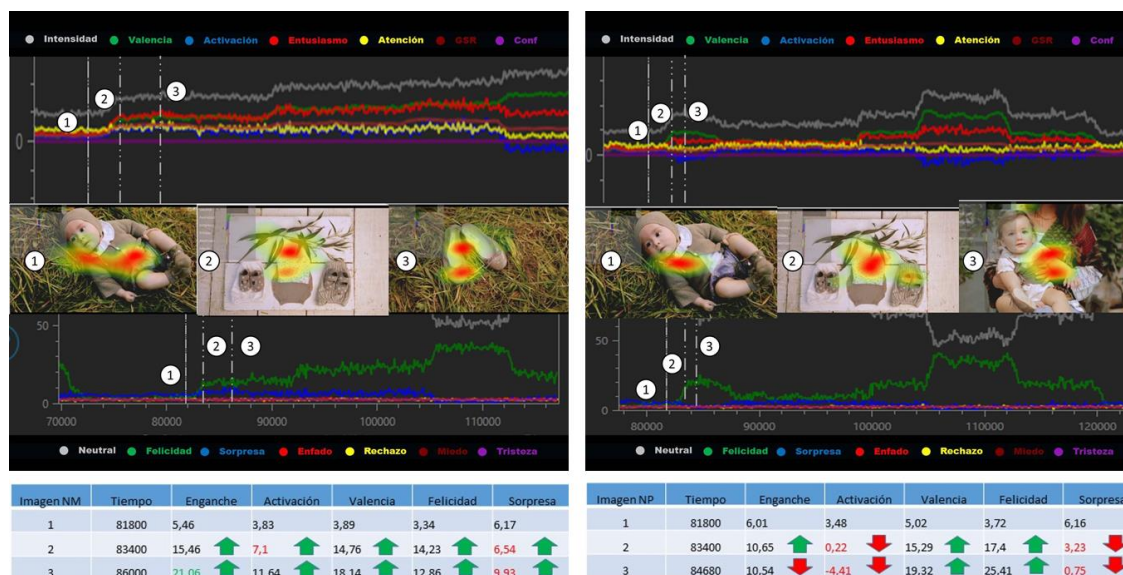 Intensidad Valencia Activación Entusiasmo Atención GSR Conf
2 3
1
0
1 2 3
50
1 2 3
0
70000 80000 90000 100000 110000
Neutral Felicidad Sorpresa Enfado Rechazo Miedo Tristeza
Imagen NM Tiempo Enganche Activación Valencia Felicidad Sorpresa
1 81800 5,46 3,83 3,89 3,34 6,17
2 83400 15,46 7,1 14,76 14,23 6,54
3 86000 21,06 11,64 18,14 12,86 9,93
Intensidad Valencia Activación Entusiasmo Atención GSR Conf
2 3
1
0
1 2 3
50
3
2
1
0
80000 90000 100000 110000 120000
Neutral Felicidad Sorpresa Enfado Rechazo Miedo Tristeza
Imagen NP Tiempo Enganche Activación Valencia Felicidad Sorpresa
1 81800 6,01 3,48 5,02 3,72 6,16
2 83400 10,65 0,22 15,29 17,4 3,23
3 84680 10,54 -4,41 19,32 25,41 0,75